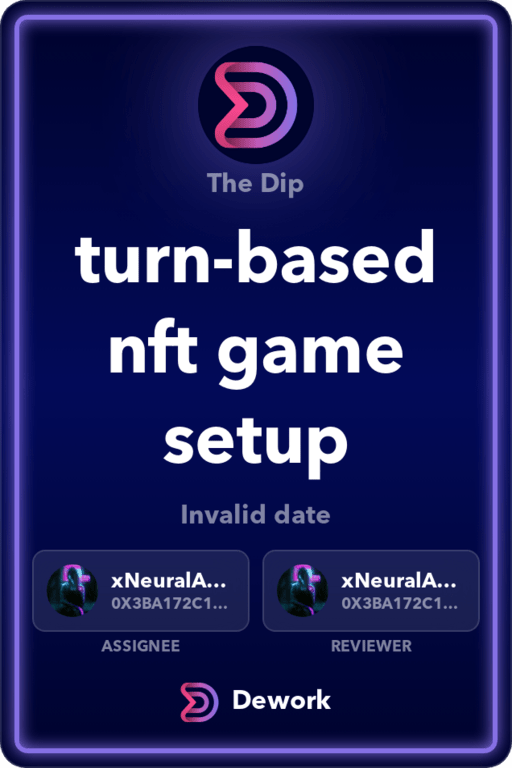 The Dip
turn-based
nft game
setup
Invalid date
xNeuralA...
0X3BA172C1...
xNeuralA...
0X3BA172C1...
ASSIGNEE
REVIEWER
Dework